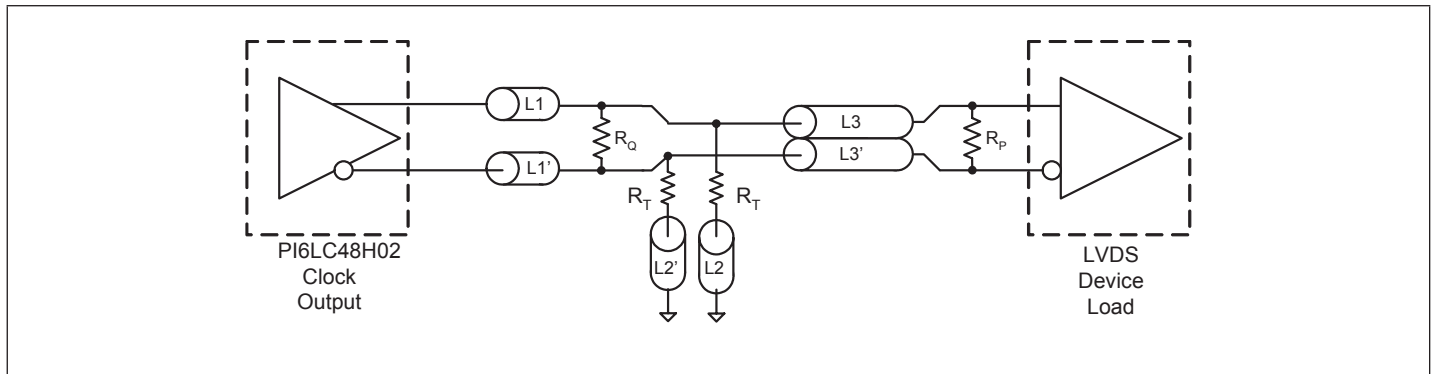 L1
L3
R_Q
R_P
L1’
L3’
R_T
R_T
L2’
L2
PI6LC48H02
Clock
Output
LVDS
Device
Load